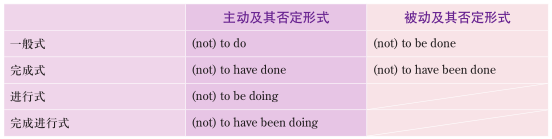 主动及其否定形式 被动及其否定形式
一般式 (not) to do (not) to be done
完成式 (not) to have done (not) to have been done
进行式 (not) to be doing
完成进行式 (not) to have been doing